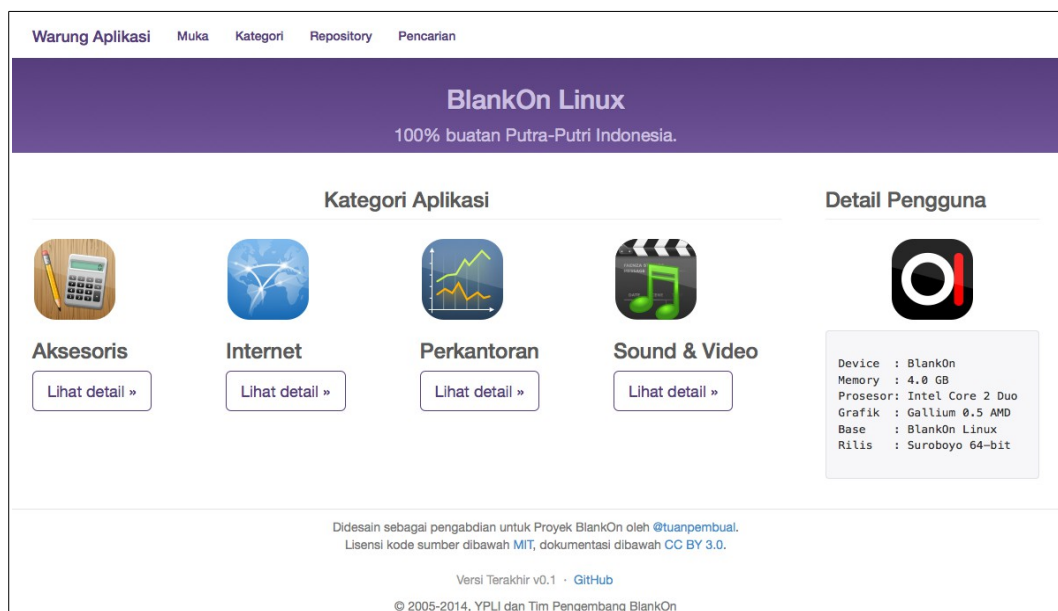 Warung Aplikasi Muka Kategori Repository Pencarian
BlankOn Linux
100% buatan Putra-Putri Indonesia.
Kategori Aplikasi
Aksesoris Internet Perkantoran Sound & Video
Lihat detail » Lihat detail » Lihat detail » Lihat detail »
Detail Pengguna
Device : BlankOn
Memory : 4.0 GB
Prosesor: Intel Core 2 Duo
Grafik : Gallium 0.5 AMD
Base : BlankOn Linux
Rilis : Suroboyo 64-bit
Didesain sebagai pengabdian untuk Proyek BlankOn oleh @tuanpembual.
Lisensi kode sumber dibawah MIT, dokumentasi dibawah CC BY 3.0.
Versi Terakhir v0.1 · GitHub
© 2005-2014, YPLI dan Tim Pengembang BlankOn